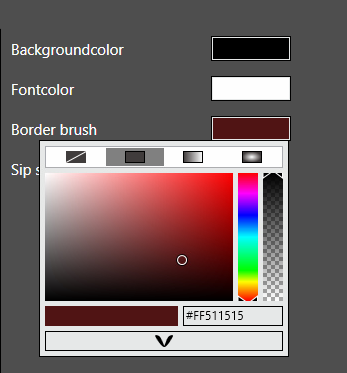 Backgroundcolor
Fontcolor
Border brush
Sip s
#FF511515